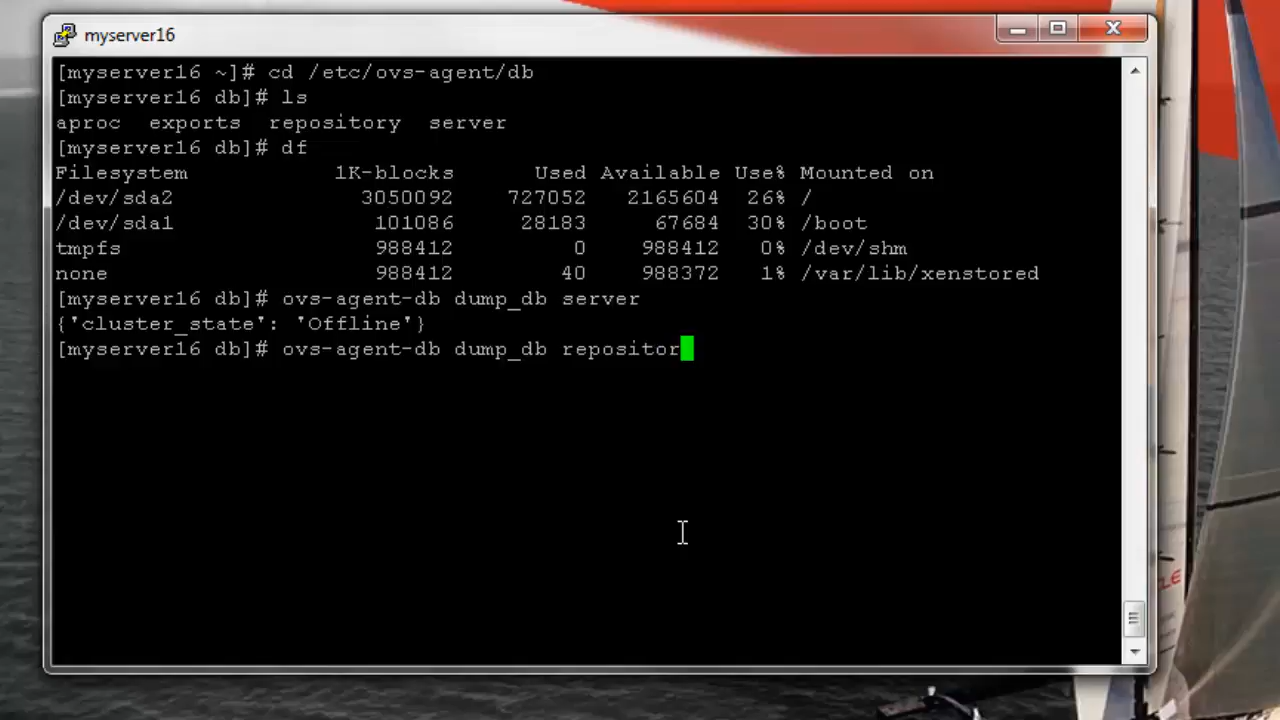 myserver16
[myserver16 ~]# cd /etc/ovs-agent/db
[myserver16 db]# ls
aproc exports repository server
[myserver16 db]# df
Filesystem 1K-blocks Used Available Use% Mounted on
/dev/sda2 3050092 727052 2165604 26% /
/dev/sda1 101086 28183 67684 30% /boot
tmpfs 988412 0 988412 0% /dev/shm
none 988412 40 988372 1% /var/lib/xenstored
[myserver16 db]# ovs-agent-db dump_db server
{'cluster_state': 'Offline'}
[myserver16 db]# ovs-agent-db dump_db repositor